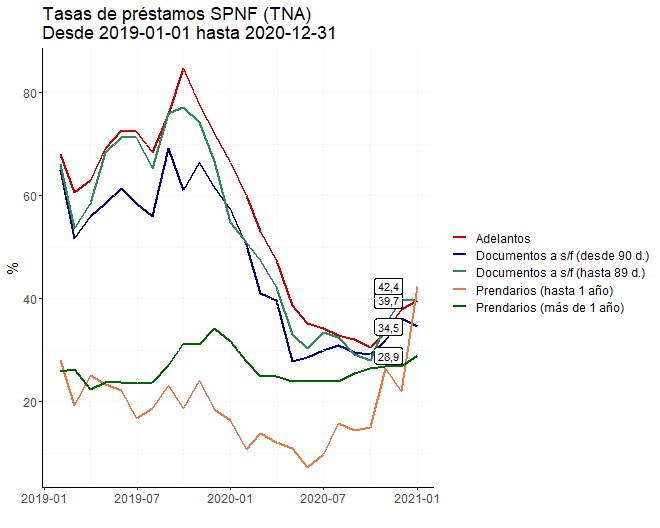 Tasas de préstamos SPNF (TNA)
Desde 2019-01-01 hasta 2020-12-31
%
80
60
40
20
42,4
39,7
34,5
28,9
2019-01
2019-07
2020-01
2020-07
2021-01
Adelantos
Documentos a s/f (desde 90 d.)
Documentos a s/f (hasta 89 d.)
Prendarios (hasta 1 año)
Prendarios (más de 1 año)